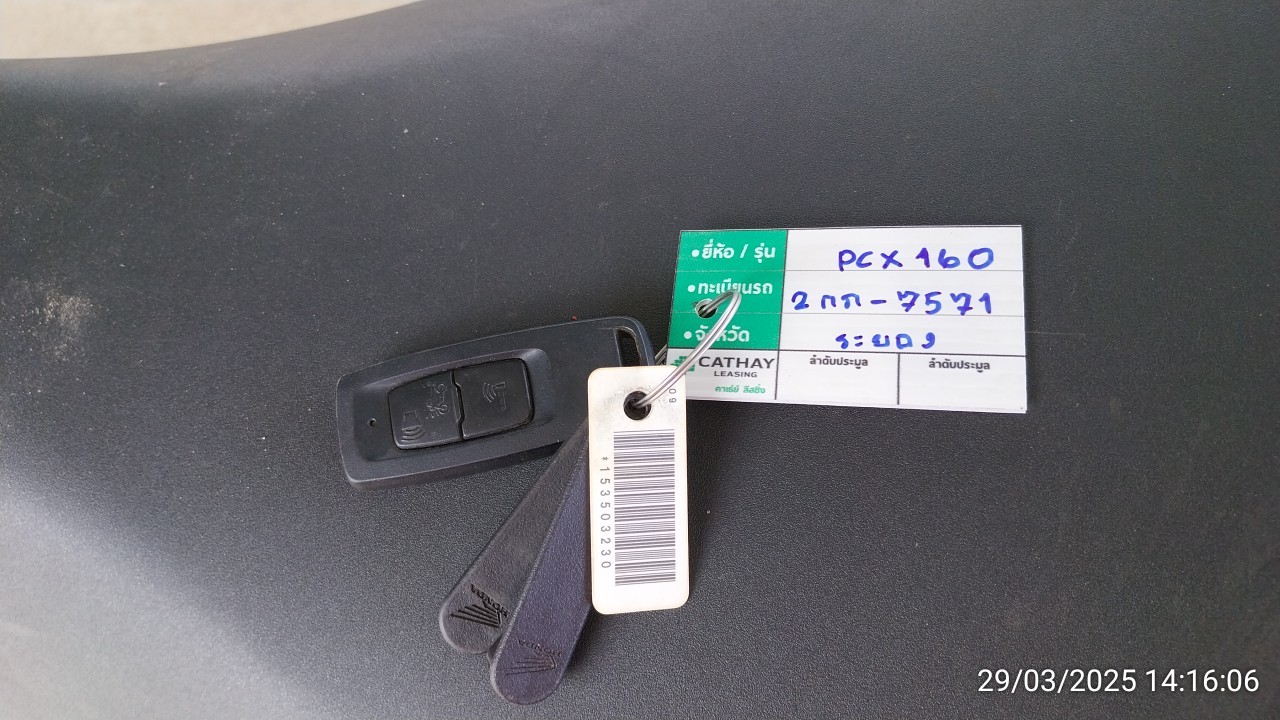 •ยี่ห้อ / รุ่น PCX 160
•ทะเบียนรถ 2 กก - 7571
•จังหวัด ระยอง
CATHAY
LEASING
คาเธ่ย์ ลีสซิ่ง
ลำดับประมูล
ลำดับประมูล
09
*153503230
HONDA
HONDA
29/03/2025 14:16:06